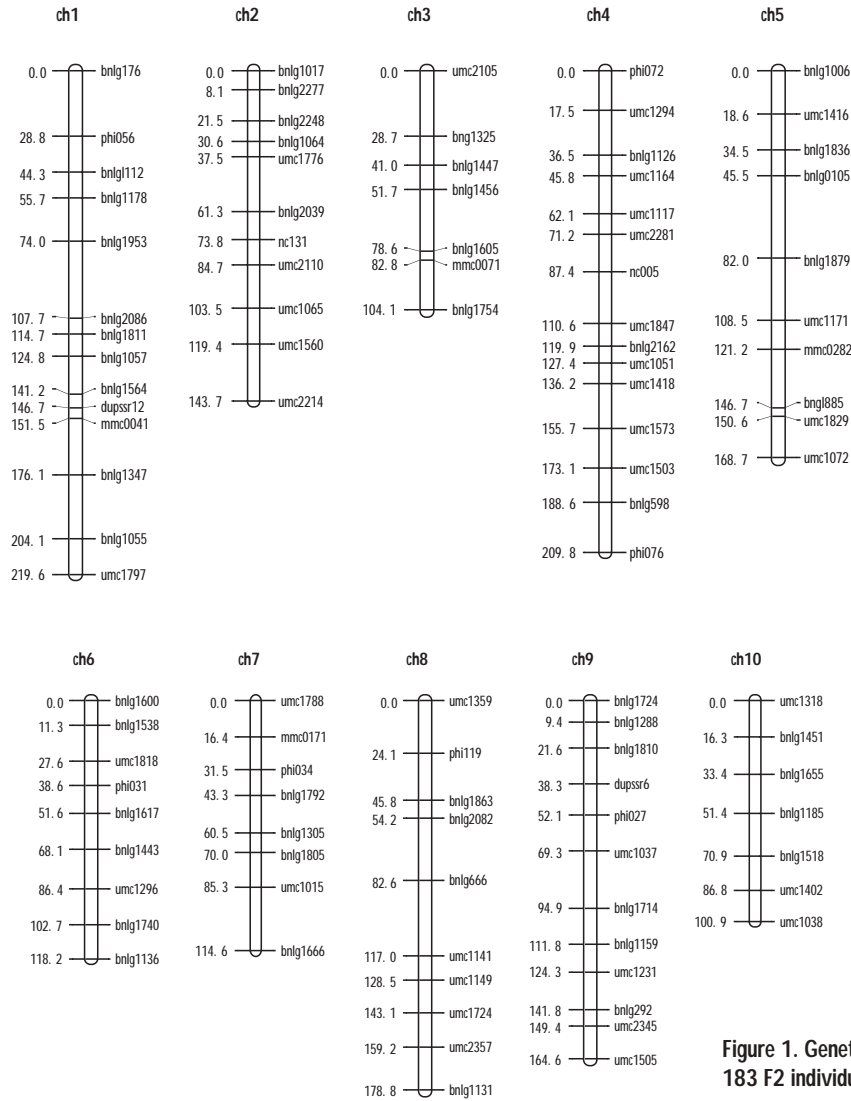 ch1
0.0 bnlg176
28.8 phi056
44.3 bnlgl112
55.7 bnlg1178
74.0 bnlg1953
107.7 bnlg2086
114.7 bnlg1811
124.8 bnlg1057
141.2 bnlg1564
146.7 dupssr12
151.5 mmc0041
176.1 bnlg1347
204.1 bnlg1055
219.6 umc1797
ch2
0.0 bnlg1017
8.1 bnlg2277
21.5 bnlg2248
30.6 bnlg1064
37.5 umc1776
61.3 bnlg2039
73.8 nc131
84.7 umc2110
103.5 umc1065
119.4 umc1560
143.7 umc2214
ch3
0.0 umc2105
28.7 bng1325
41.0 bnlg1447
51.7 bnlg1456
78.6 bnlg1605
82.8 mmc0071
104.1 bnlg1754
ch4
0.0 phi072
17.5 umc1294
36.5 bnlg1126
45.8 umc1164
62.1 umc1117
71.2 umc2281
87.4 nc005
110.6 umc1847
119.9 bnlg2162
127.4 umc1051
136.2 umc1418
155.7 umc1573
173.1 umc1503
188.6 bnlg598
209.8 phi076
ch5
0.0 bnlg1006
18.6 umc1416
34.5 bnlg1836
45.5 bnlg0105
82.0 bnlg1879
108.5 umc1171
121.2 mmc0282
146.7 bngl885
150.6 umc1829
168.7 umc1072
ch6
0.0 bnlg1600
11.3 bnlg1538
27.6 umc1818
38.6 phi031
51.6 bnlg1617
68.1 bnlg1443
86.4 umc1296
102.7 bnlg1740
118.2 bnlg1136
ch7
0.0 umc1788
16.4 mmc0171
31.5 phi034
43.3 bnlg1792
60.5 bnlg1305
70.0 bnlg1805
85.3 umc1015
114.6 bnlg1666
ch8
0.0 umc1359
24.1 phi119
45.8 bnlg1863
54.2 bnlg2082
82.6 bnlg666
117.0 umc1141
128.5 umc1149
143.1 umc1724
159.2 umc2357
178.8 bnlg1131
ch9
0.0 bnlg1724
9.4 bnlg1288
21.6 bnlg1810
38.3 dupssr6
52.1 phi027
69.3 umc1037
94.9 bnlg1714
111.8 bnlg1159
124.3 umc1231
141.8 bnlg292
149.4 umc2345
164.6 umc1505
ch10
0.0 umc1318
16.3 bnlg1451
33.4 bnlg1655
51.4 bnlg1185
70.9 bnlg1518
86.8 umc1402
100.9 umc1038
Figure 1. Genet
183 F2 individu